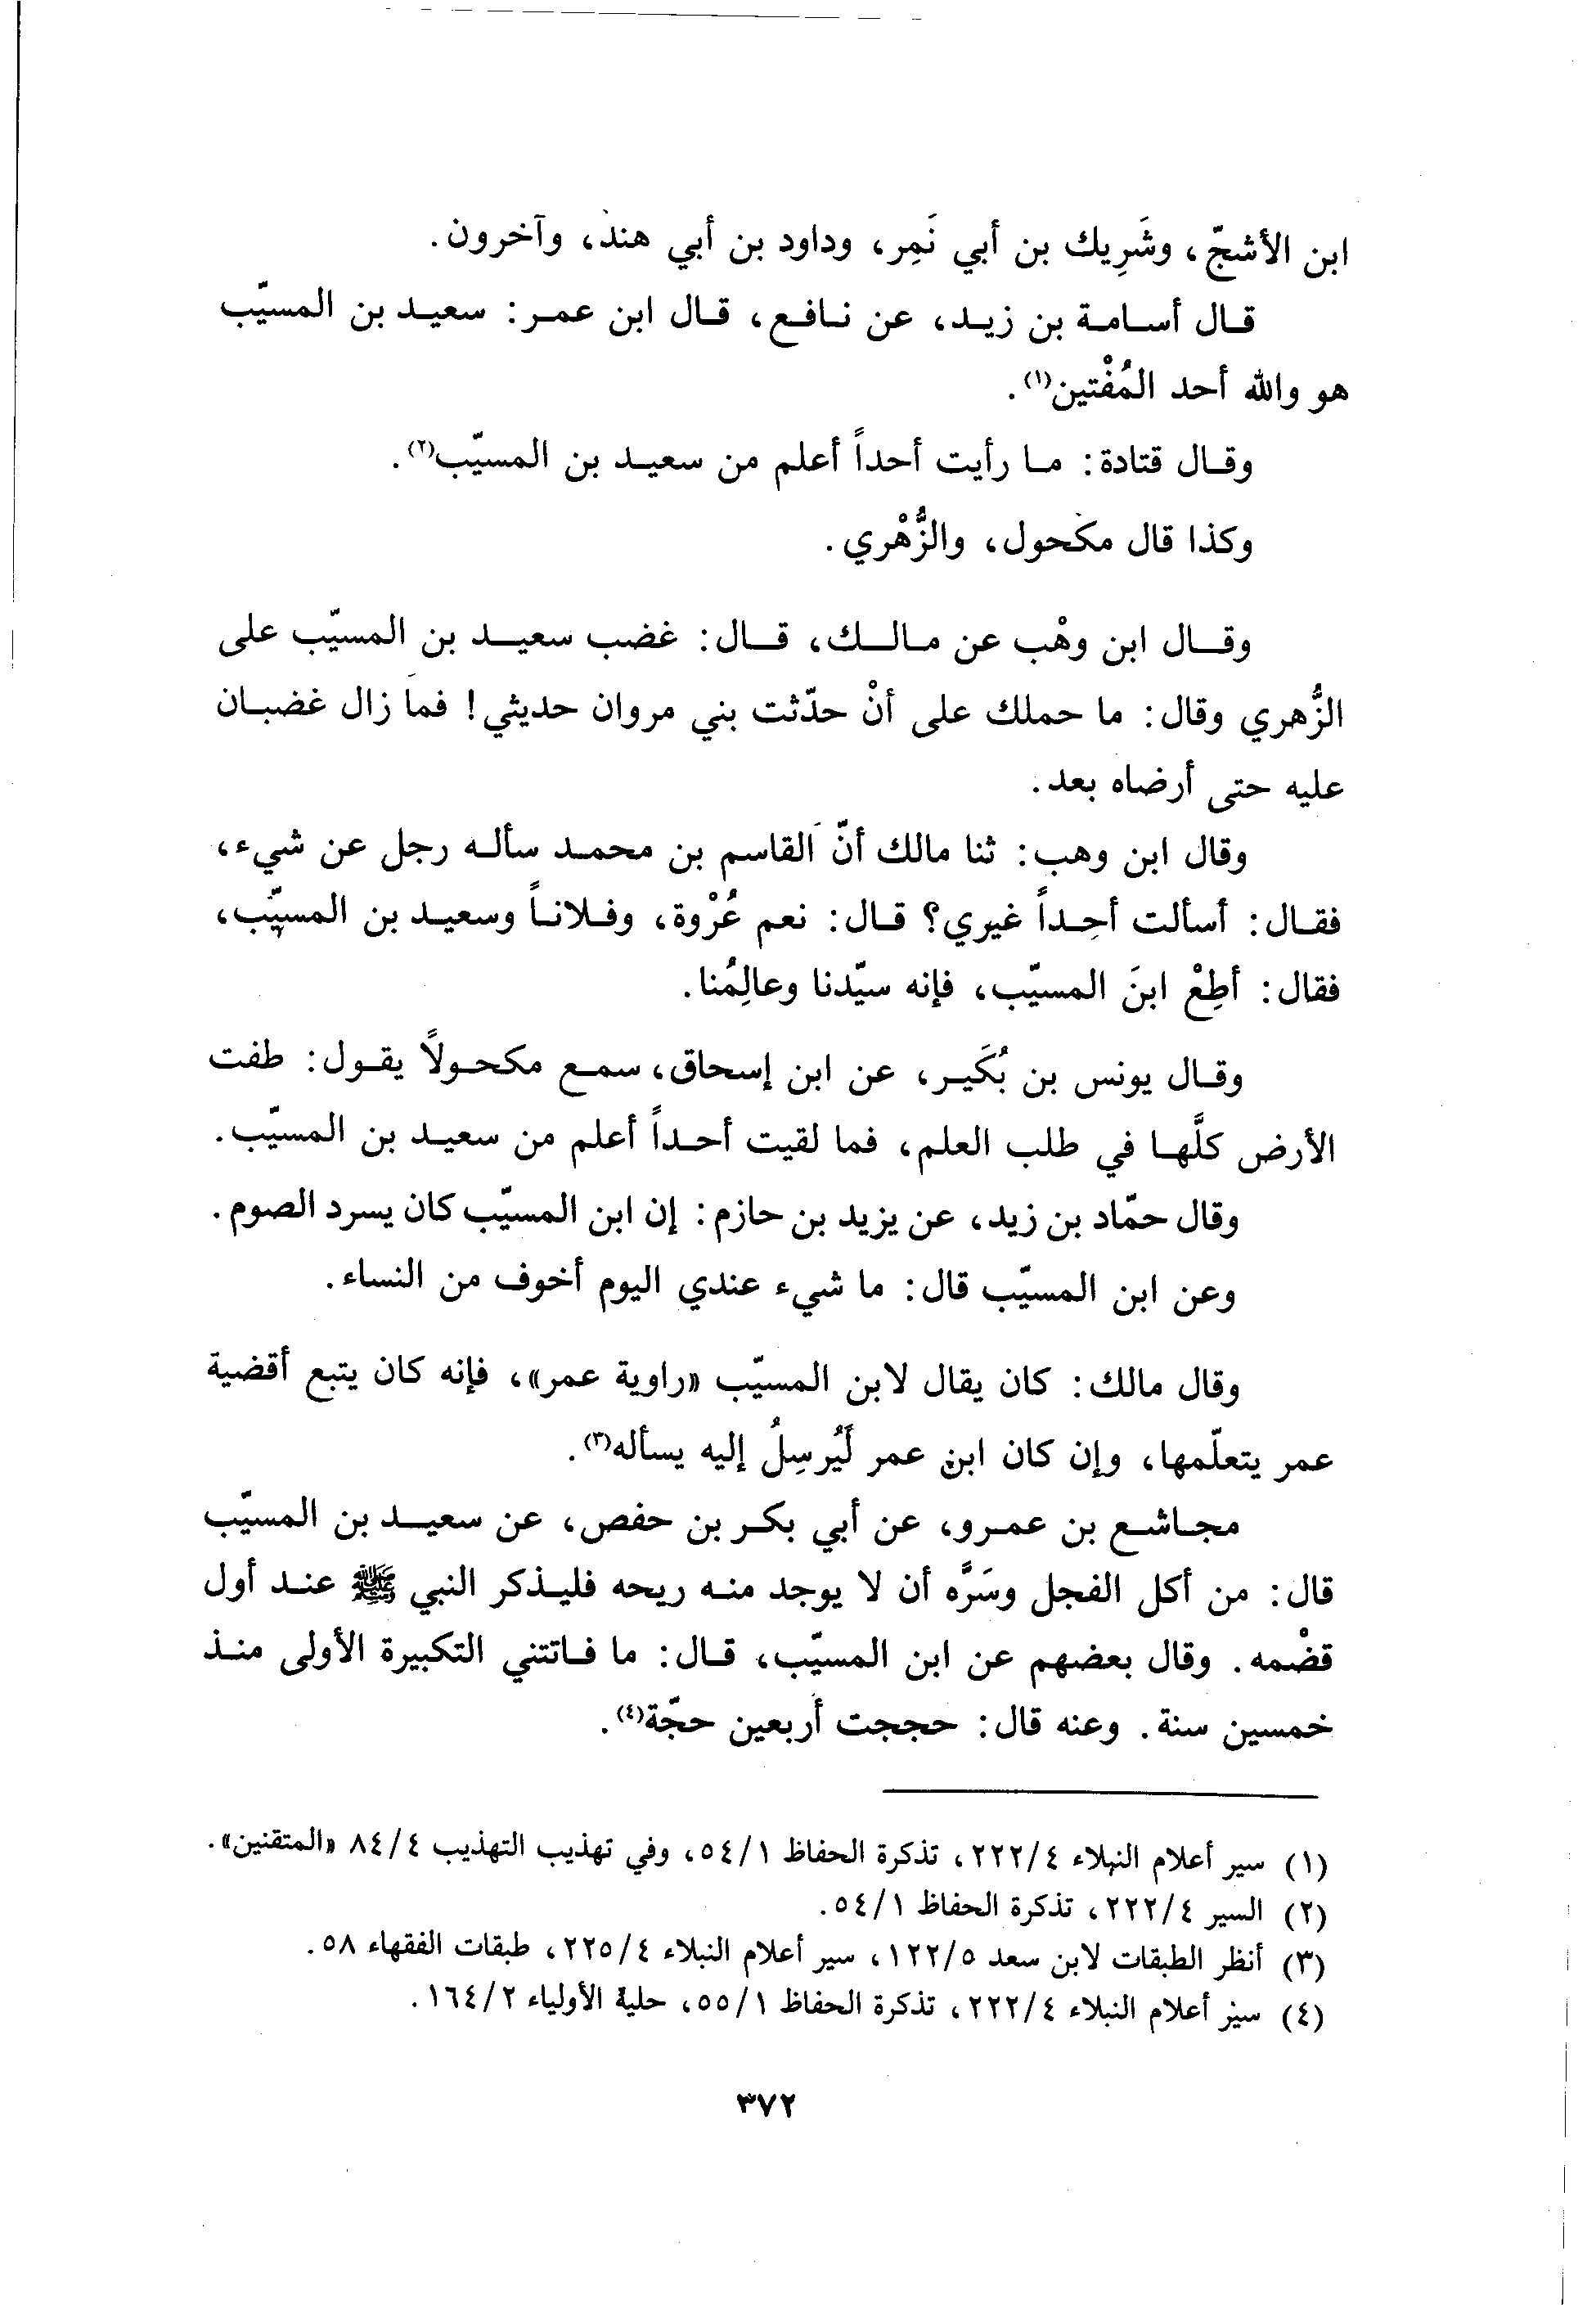 ابن الأشجّ، وشَرِيك بن أبي نَمِر، وداود بن أبي هند، وآخرون.
قال أسامة بن زيد، عن نافع، قال ابن عمر: سعيد بن المسيّب
هو والله أحد المُفْتين(١).
وقال قتادة: ما رأيت أحداً أعلم من سعيد بن المسيّب(٢).
وكذا قال مكحول، والزُّهْري.
وقال ابن وهْب عن مالك، قال: غضب سعيد بن المسيّب على
الزُّهري وقال: ما حملك على أنْ حدّثت بني مروان حديثي! فما زال غضبان
عليه حتى أرضاه بعد.
وقال ابن وهب: ثنا مالك أنّ القاسم بن محمد سأله رجل عن شيء،
فقال: أسألت أحداً غيري؟ قال: نعم عُرْوة، وفلاناً وسعيد بن المسيّب،
فقال: أطِعْ ابنَ المسيّب، فإنه سيّدنا وعالِمُنا.
وقال يونس بن بُكَير، عن ابن إسحاق، سمع مكحولاً يقول: طفت
الأرض كلَّها في طلب العلم، فما لقيت أحداً أعلم من سعيد بن المسيّب.
وقال حمّاد بن زيد، عن يزيد بن حازم: إن ابن المسيّب كان يسرد الصوم.
وعن ابن المسيّب قال: ما شيء عندي اليوم أخوف من النساء.
وقال مالك: كان يقال لابن المسيّب «راوية عمر»، فإنه كان يتبع أقضية
عمر يتعلّمها، وإن كان ابن عمر لَيُرسِلُ إليه يسأله(٣).
مجاشع بن عمرو، عن أبي بكر بن حفص، عن سعيد بن المسيّب
قال: من أكل الفجل وسَرَّه أن لا يوجد منه ريحه فليذكر النبي ﷺ عند أول
قضْمه. وقال بعضهم عن ابن المسيّب، قال: ما فاتتني التكبيرة الأولى منذ
خمسين سنة. وعنه قال: حججت أربعين حجّة(٤).
(١) سير أعلام النبلاء ٤/٢٢٢، تذكرة الحفاظ ١/٥٤، وفي تهذيب التهذيب ٤/٨٤ «المتقنين».
(٢) السير ٤/٢٢٢، تذكرة الحفاظ ١/٥٤.
(٣) أنظر الطبقات لابن سعد ٥/١٢٢، سير أعلام النبلاء ٤/٢٢٥، طبقات الفقهاء ٥٨.
(٤) سير أعلام النبلاء ٤/٢٢٢، تذكرة الحفاظ ١/٥٥، حلية الأولياء ٢/١٦٤.
٣٧٢